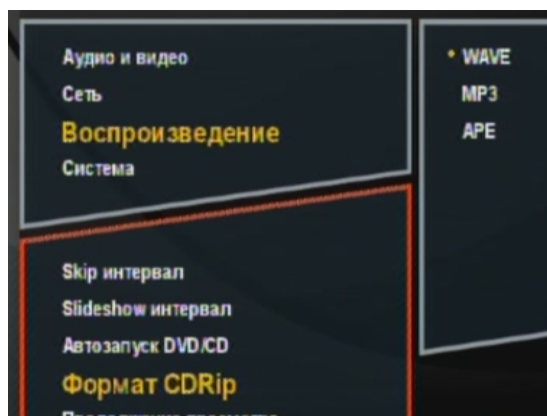 Аудио и видео
Сеть
Воспроизведение
Система
Skip интервал
Slideshow интервал
Автозапуск DVD/CD
Формат CDRip
WAVE
MP3
APE